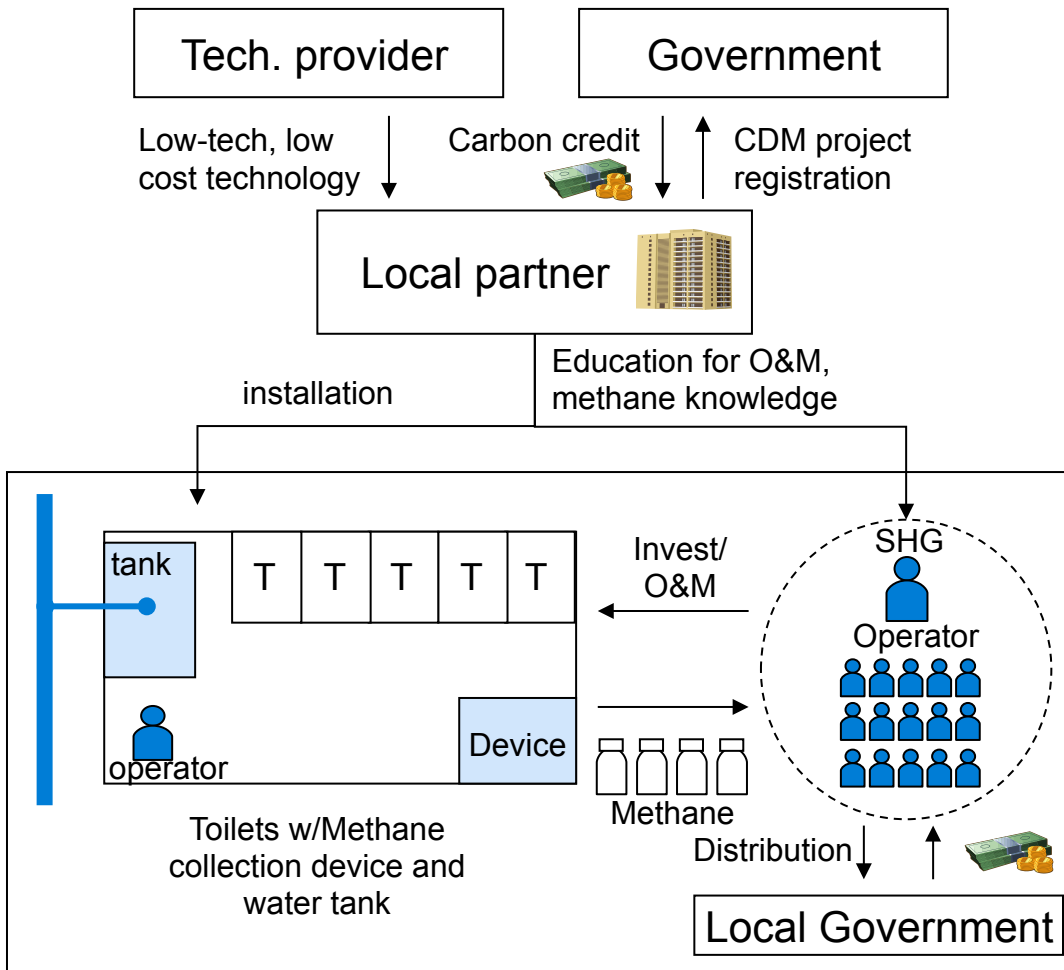 Tech. provider
Government
Low-tech, low
cost technology
Carbon credit
CDM project
registration
Local partner
installation
Education for O&M,
methane knowledge
tank
T T T T T
Invest/
O&M
SHG
Operator
operator
Device
Methane
Toilets w/Methane
collection device and
water tank
Distribution
Local Government